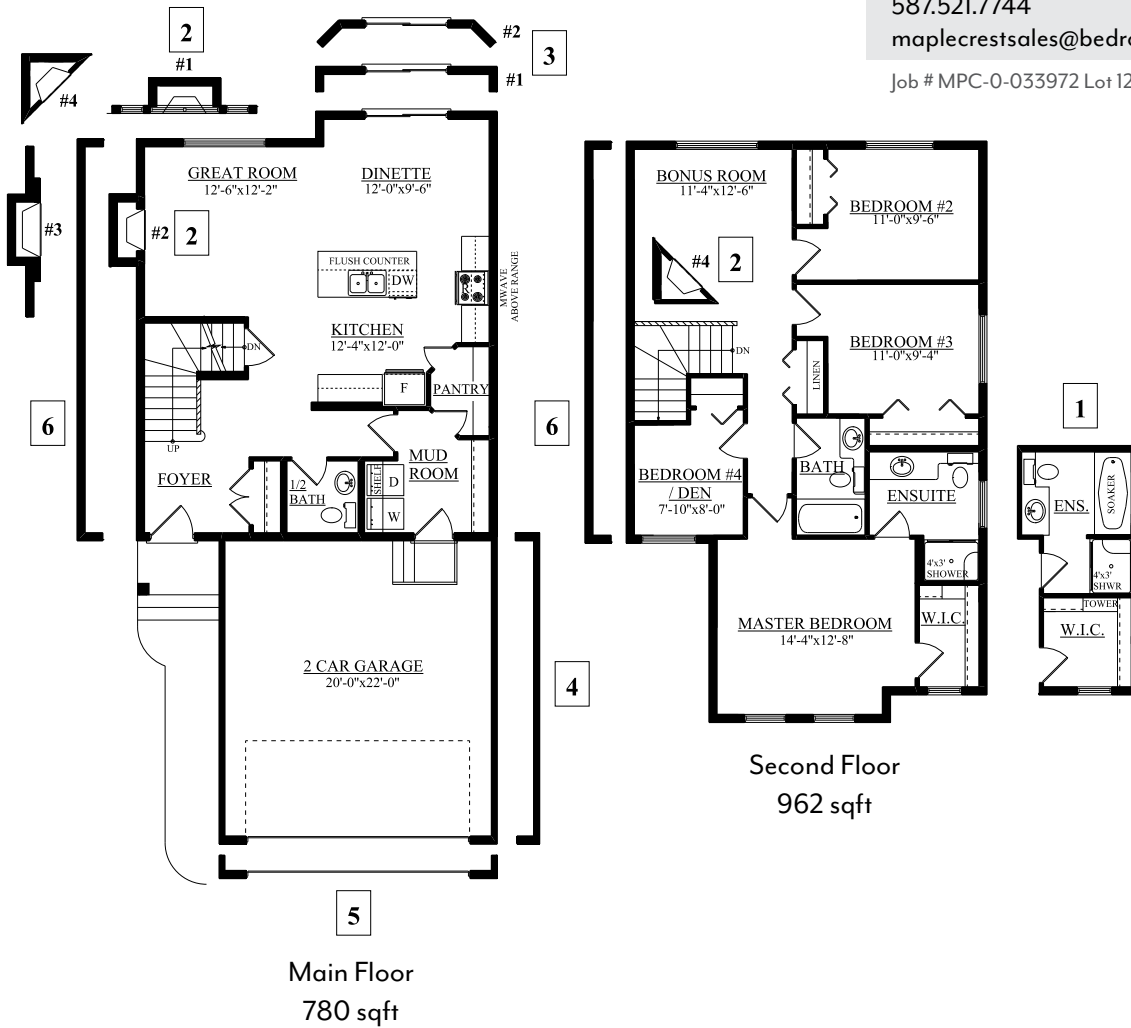 587.521.7744
maplecrestsales@bedro
Job # MPC-0-033972 Lot 12
2
#1
#4
#2
3
#1
GREAT ROOM
12'-6"x12'-2"
DINETTE
12'-0"x9'-6"
#3
#2
2
FLUSH COUNTER
DW
MWAVE
ABOVE RANGE
KITCHEN
12'-4"x12'-0"
DN
F
PANTRY
6
UP
FOYER
1/2
BATH
SHELF
D
W
MUD
ROOM
2 CAR GARAGE
20'-0"x22'-0"
4
5
Main Floor
780 sqft
BONUS ROOM
11'-4"x12'-6"
BEDROOM #2
11'-0"x9'-6"
#4
2
DN
BEDROOM #3
11'-0"x9'-4"
LINEN
6
BEDROOM #4
/ DEN
7'-10"x8'-0"
BATH
ENSUITE
4'x3'
SHOWER
W.I.C.
MASTER BEDROOM
14'-4"x12'-8"
Second Floor
962 sqft
1
ENS.
SOAKER
4'x3'
SHWR
TOWER
W.I.C.